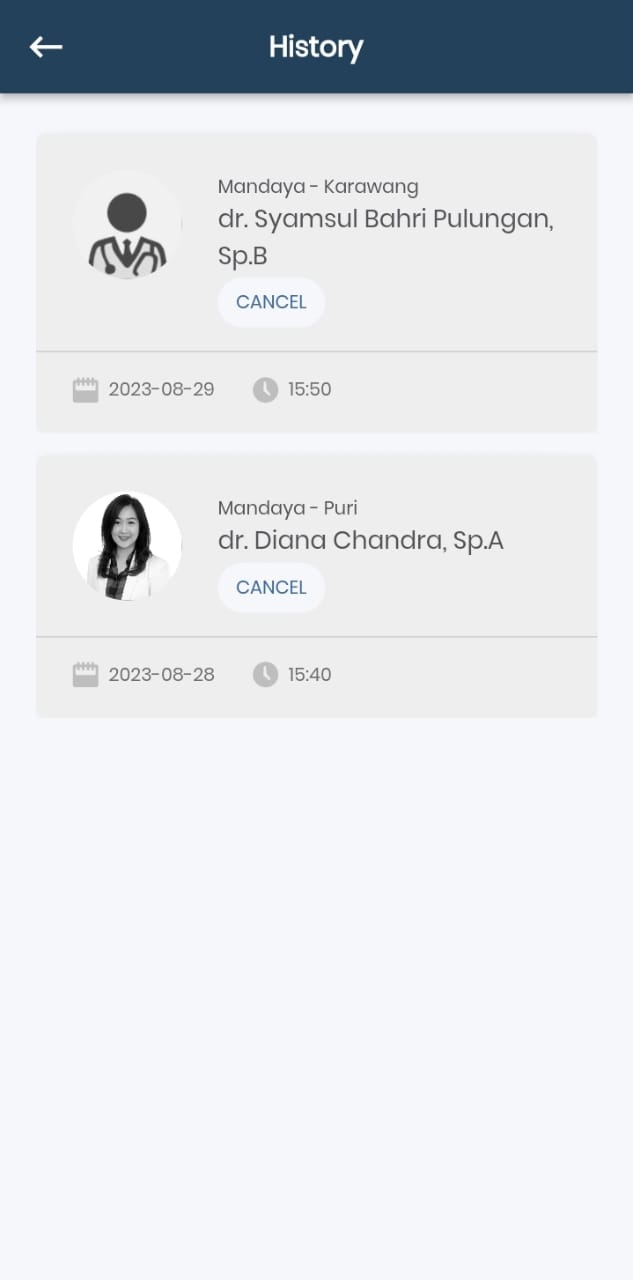 History
Mandaya - Karawang
dr. Syamsul Bahri Pulungan,
Sp.B
CANCEL
2023-08-29 15:50
Mandaya - Puri
dr. Diana Chandra, Sp.A
CANCEL
2023-08-28 15:40